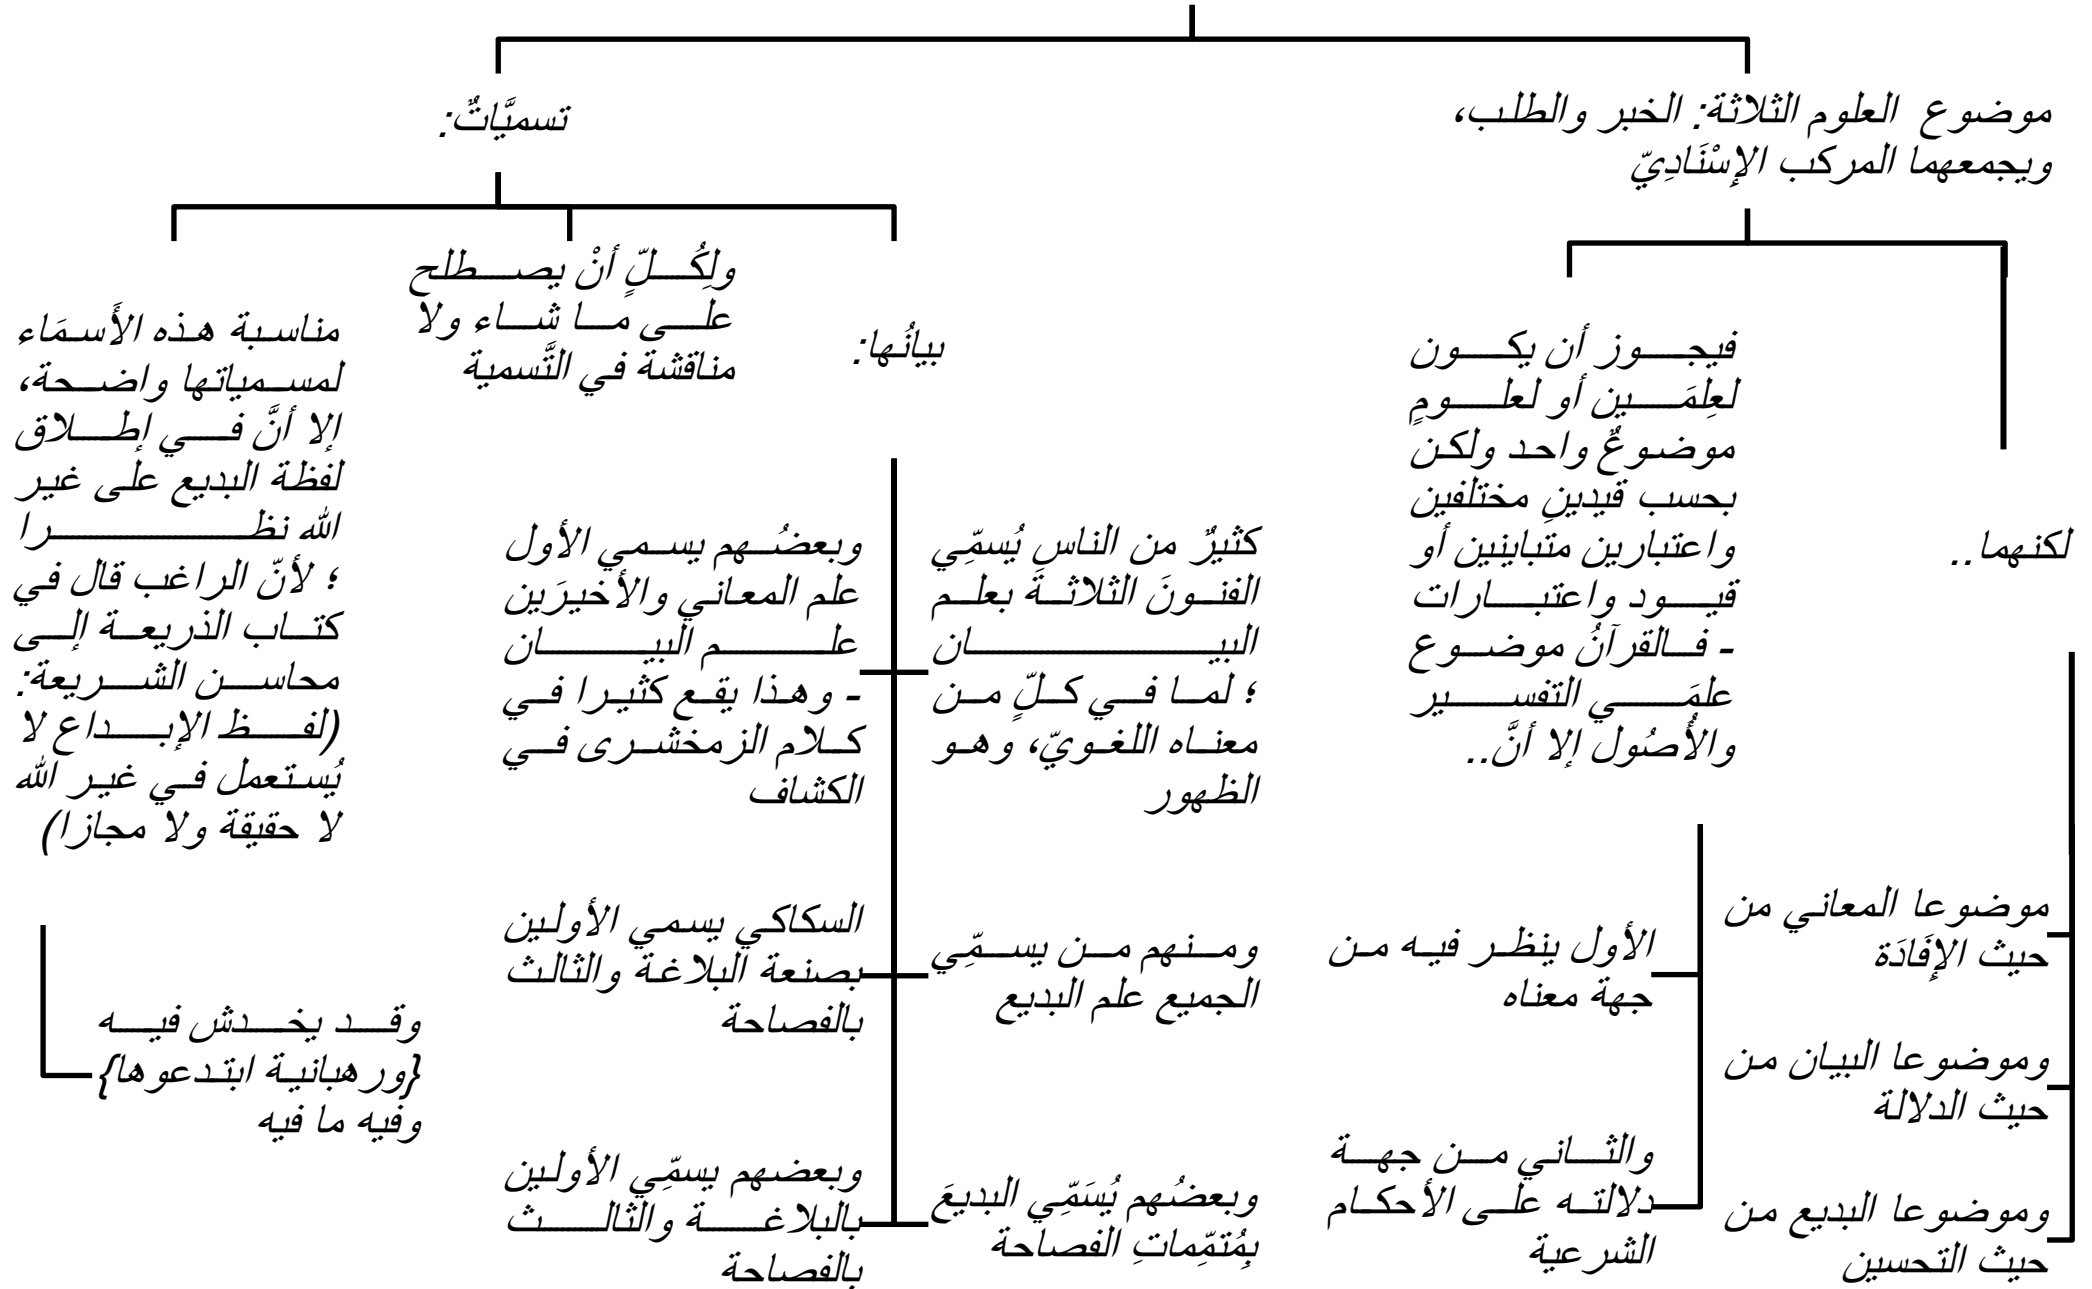 موضوع العلوم الثلاثة: الخبر والطلب،
ويجمعهما المركب الإسْنَادِيّ
لكنهما..
موضوعا المعاني من
حيث الإفَادَة
وموضوعا البيان من
حيث الدلالة
وموضوعا البديع من
حيث التحسين
فيجوز أن يكون
لعِلمَين أو لعلومٍ
موضوعٌ واحد ولكن
بحسب قيدينِ مختلفين
واعتبارين متباينين أو
قيود واعتبارات
- فالقرآنُ موضوع
علمَي التفسير
والأُصُول إلا أنَّ..
الأول ينظر فيه من
جهة معناه
والثاني من جهة
دلالته على الأحكام
الشرعية
تسميَّاتٌ:
بيانُها:
كثيرٌ من الناسِ يُسمِّي
الفنونَ الثلاثةَ بعلم
البيان
؛ لما في كلّ من
معناه اللغويّ، وهو
الظهور
وبعضُهم يسمي الأول
علم المعاني والأخيرَين
علم البيان
- وهذا يقع كثيرا في
كلام الزمخشرى في
الكشاف
ومنهم من يسمِّي
الجميع علم البديع
السكاكي يسمي الأولين
بصنعة البلاغة والثالث
بالفصاحة
وبعضُهم يُسَمِّي البديعَ
بِمُتمِّماتِ الفصاحة
وبعضهم يسمِّي الأولين
بالبلاغة والثالث
بالفصاحة
ولِكُلّ أنْ يصطلح
على ما شاء ولا
مناقشة في التَّسمية
مناسبة هذه الأَسمَاء
لمسمياتها واضحة،
إلا أنَّ في إطلاق
لفظة البديع على غير
الله نظرا
؛ لأنّ الراغب قال في
كتاب الذريعة إلى
محاسن الشريعة:
(لفظ الإبداع لا
يُستعمل في غير الله
لا حقيقة ولا مجازا)
وقد يخدش فيه
{ورهبانية ابتدعوها}
وفيه ما فيه